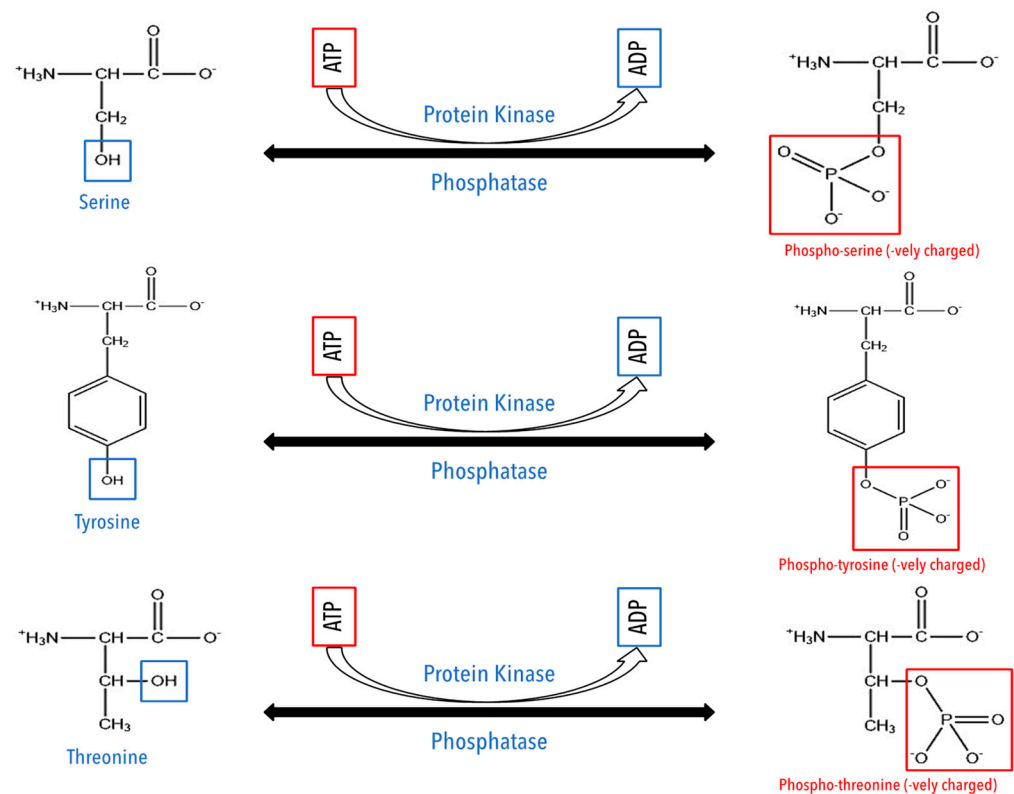 O
⁺H₃N CH C O⁻
CH₂
OH
Serine
ATP
ADP
Protein Kinase
Phosphatase
O
⁺H₃N CH C O⁻
CH₂
O O
P
O⁻
O⁻
Phospho-serine (-vely charged)
O
⁺H₃N CH C O⁻
CH₂
OH
Tyrosine
ATP
ADP
Protein Kinase
Phosphatase
O
⁺H₃N CH C O⁻
CH₂
O O⁻
P
O⁻
O
Phospho-tyrosine (-vely charged)
O
⁺H₃N CH C O⁻
CH OH
CH₃
Threonine
ATP
ADP
Protein Kinase
Phosphatase
O
⁺H₃N CH C O⁻
CH O
CH₃ P O
⁻O O⁻
Phospho-threonine (-vely charged)